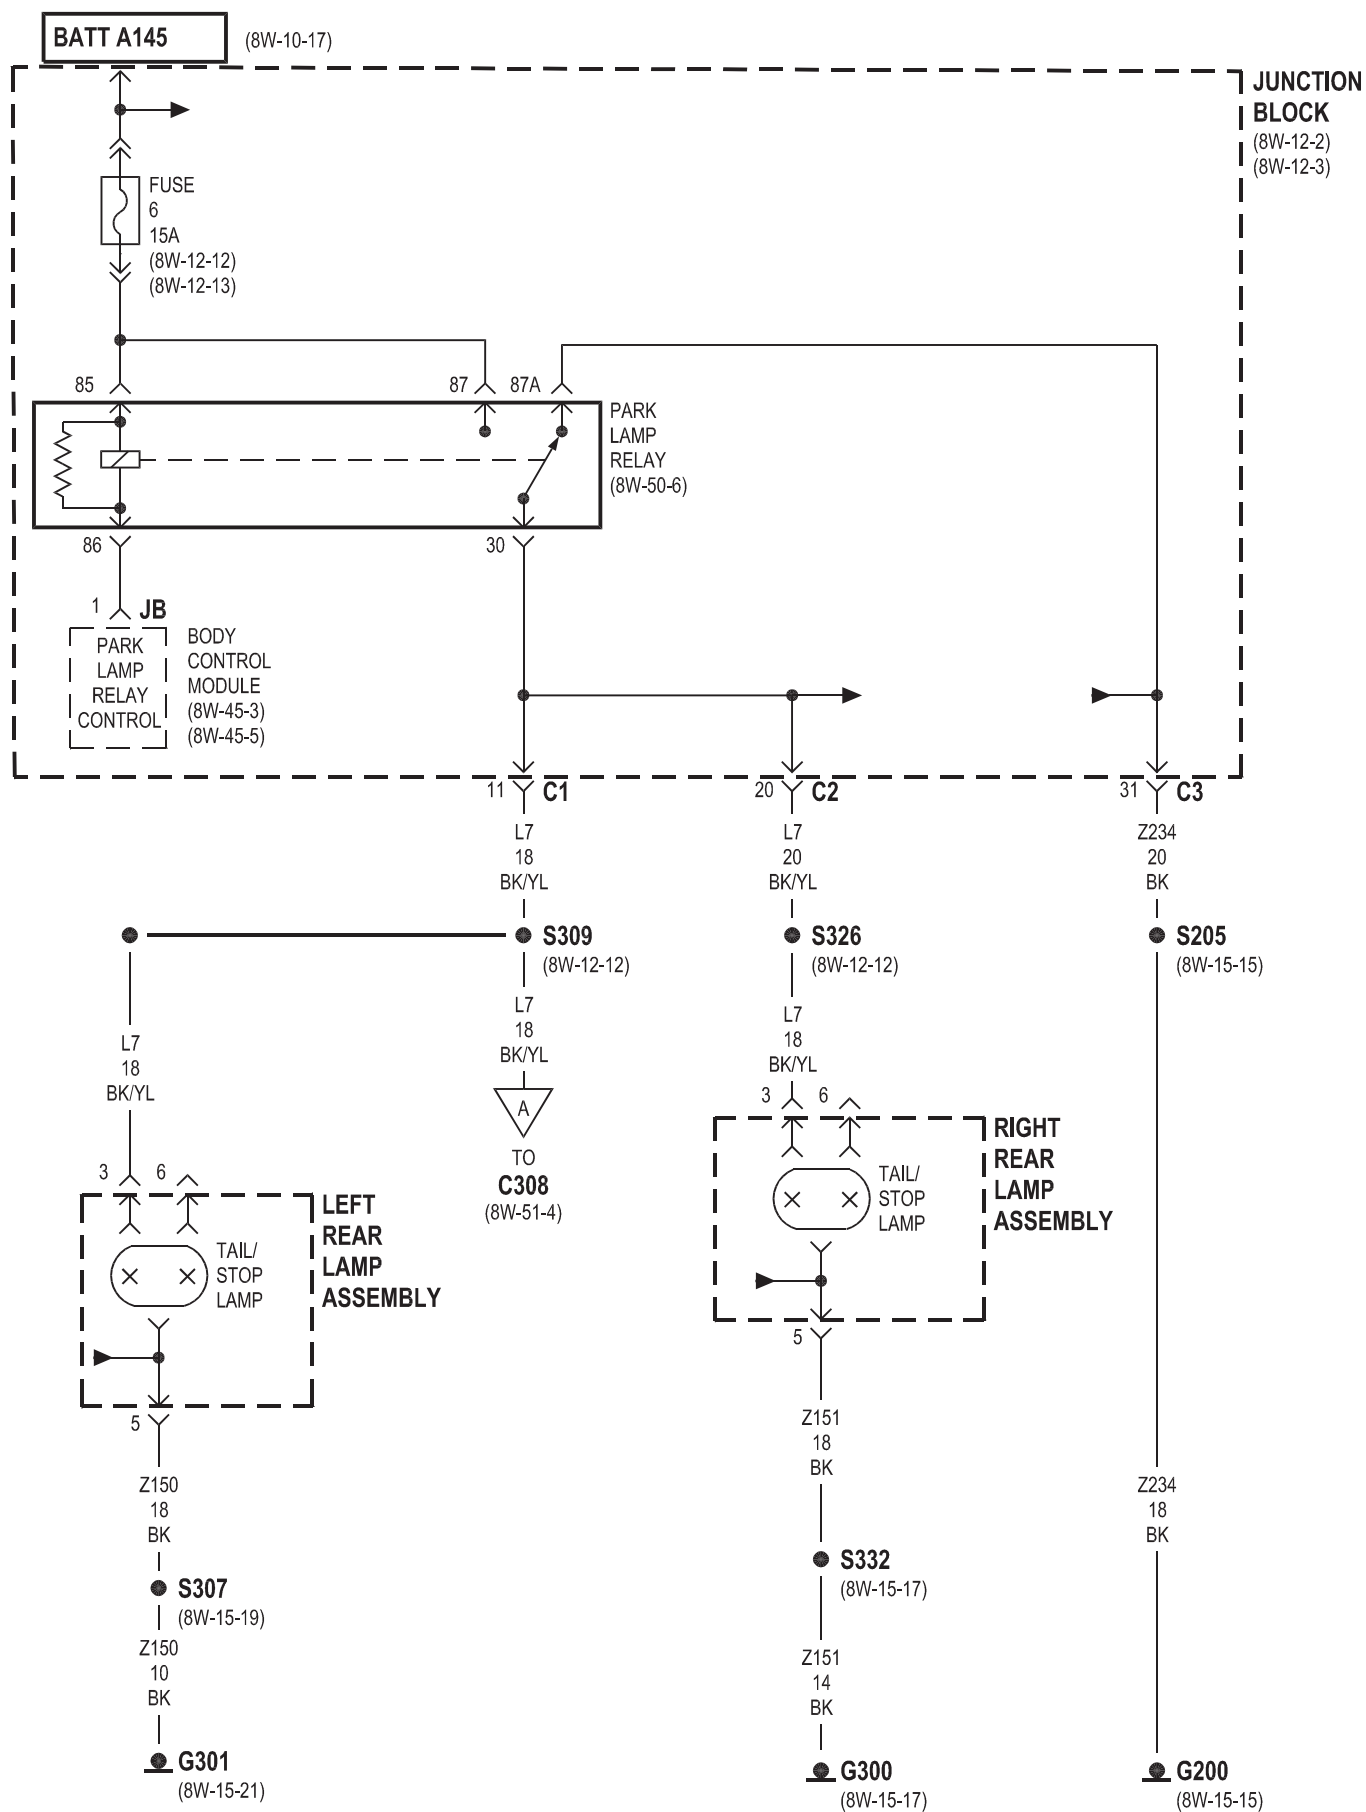 BATT A145
(8W-10-17)
JUNCTION
BLOCK
(8W-12-2)
(8W-12-3)
FUSE
6
15A
(8W-12-12)
(8W-12-13)
85
87
87A
PARK
LAMP
RELAY
(8W-50-6)
86
30
1
JB
PARK
LAMP
RELAY
CONTROL
BODY
CONTROL
MODULE
(8W-45-3)
(8W-45-5)
11
C1
20
C2
31
C3
L7
18
BK/YL
L7
20
BK/YL
Z234
20
BK
S309
(8W-12-12)
S326
(8W-12-12)
S205
(8W-15-15)
L7
18
BK/YL
L7
18
BK/YL
L7
18
BK/YL
A
TO
C308
(8W-51-4)
3
6
RIGHT
REAR
LAMP
ASSEMBLY
TAIL/
STOP
LAMP
5
3
6
LEFT
REAR
LAMP
ASSEMBLY
TAIL/
STOP
LAMP
5
Z151
18
BK
Z150
18
BK
Z234
18
BK
S332
(8W-15-17)
S307
(8W-15-19)
Z150
10
BK
Z151
14
BK
G301
(8W-15-21)
G300
(8W-15-17)
G200
(8W-15-15)